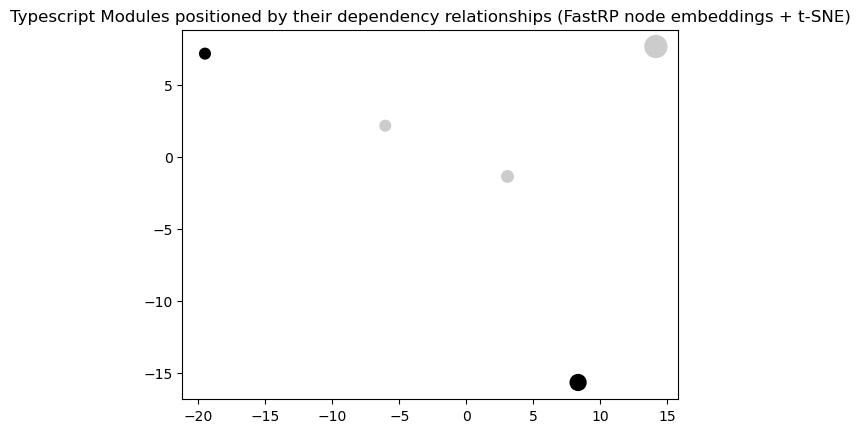 Typescript Modules positioned by their dependency relationships (FastRP node embeddings + t-SNE)
5
0
−5
−10
−15
−20 −15 −10 −5 0 5 10 15